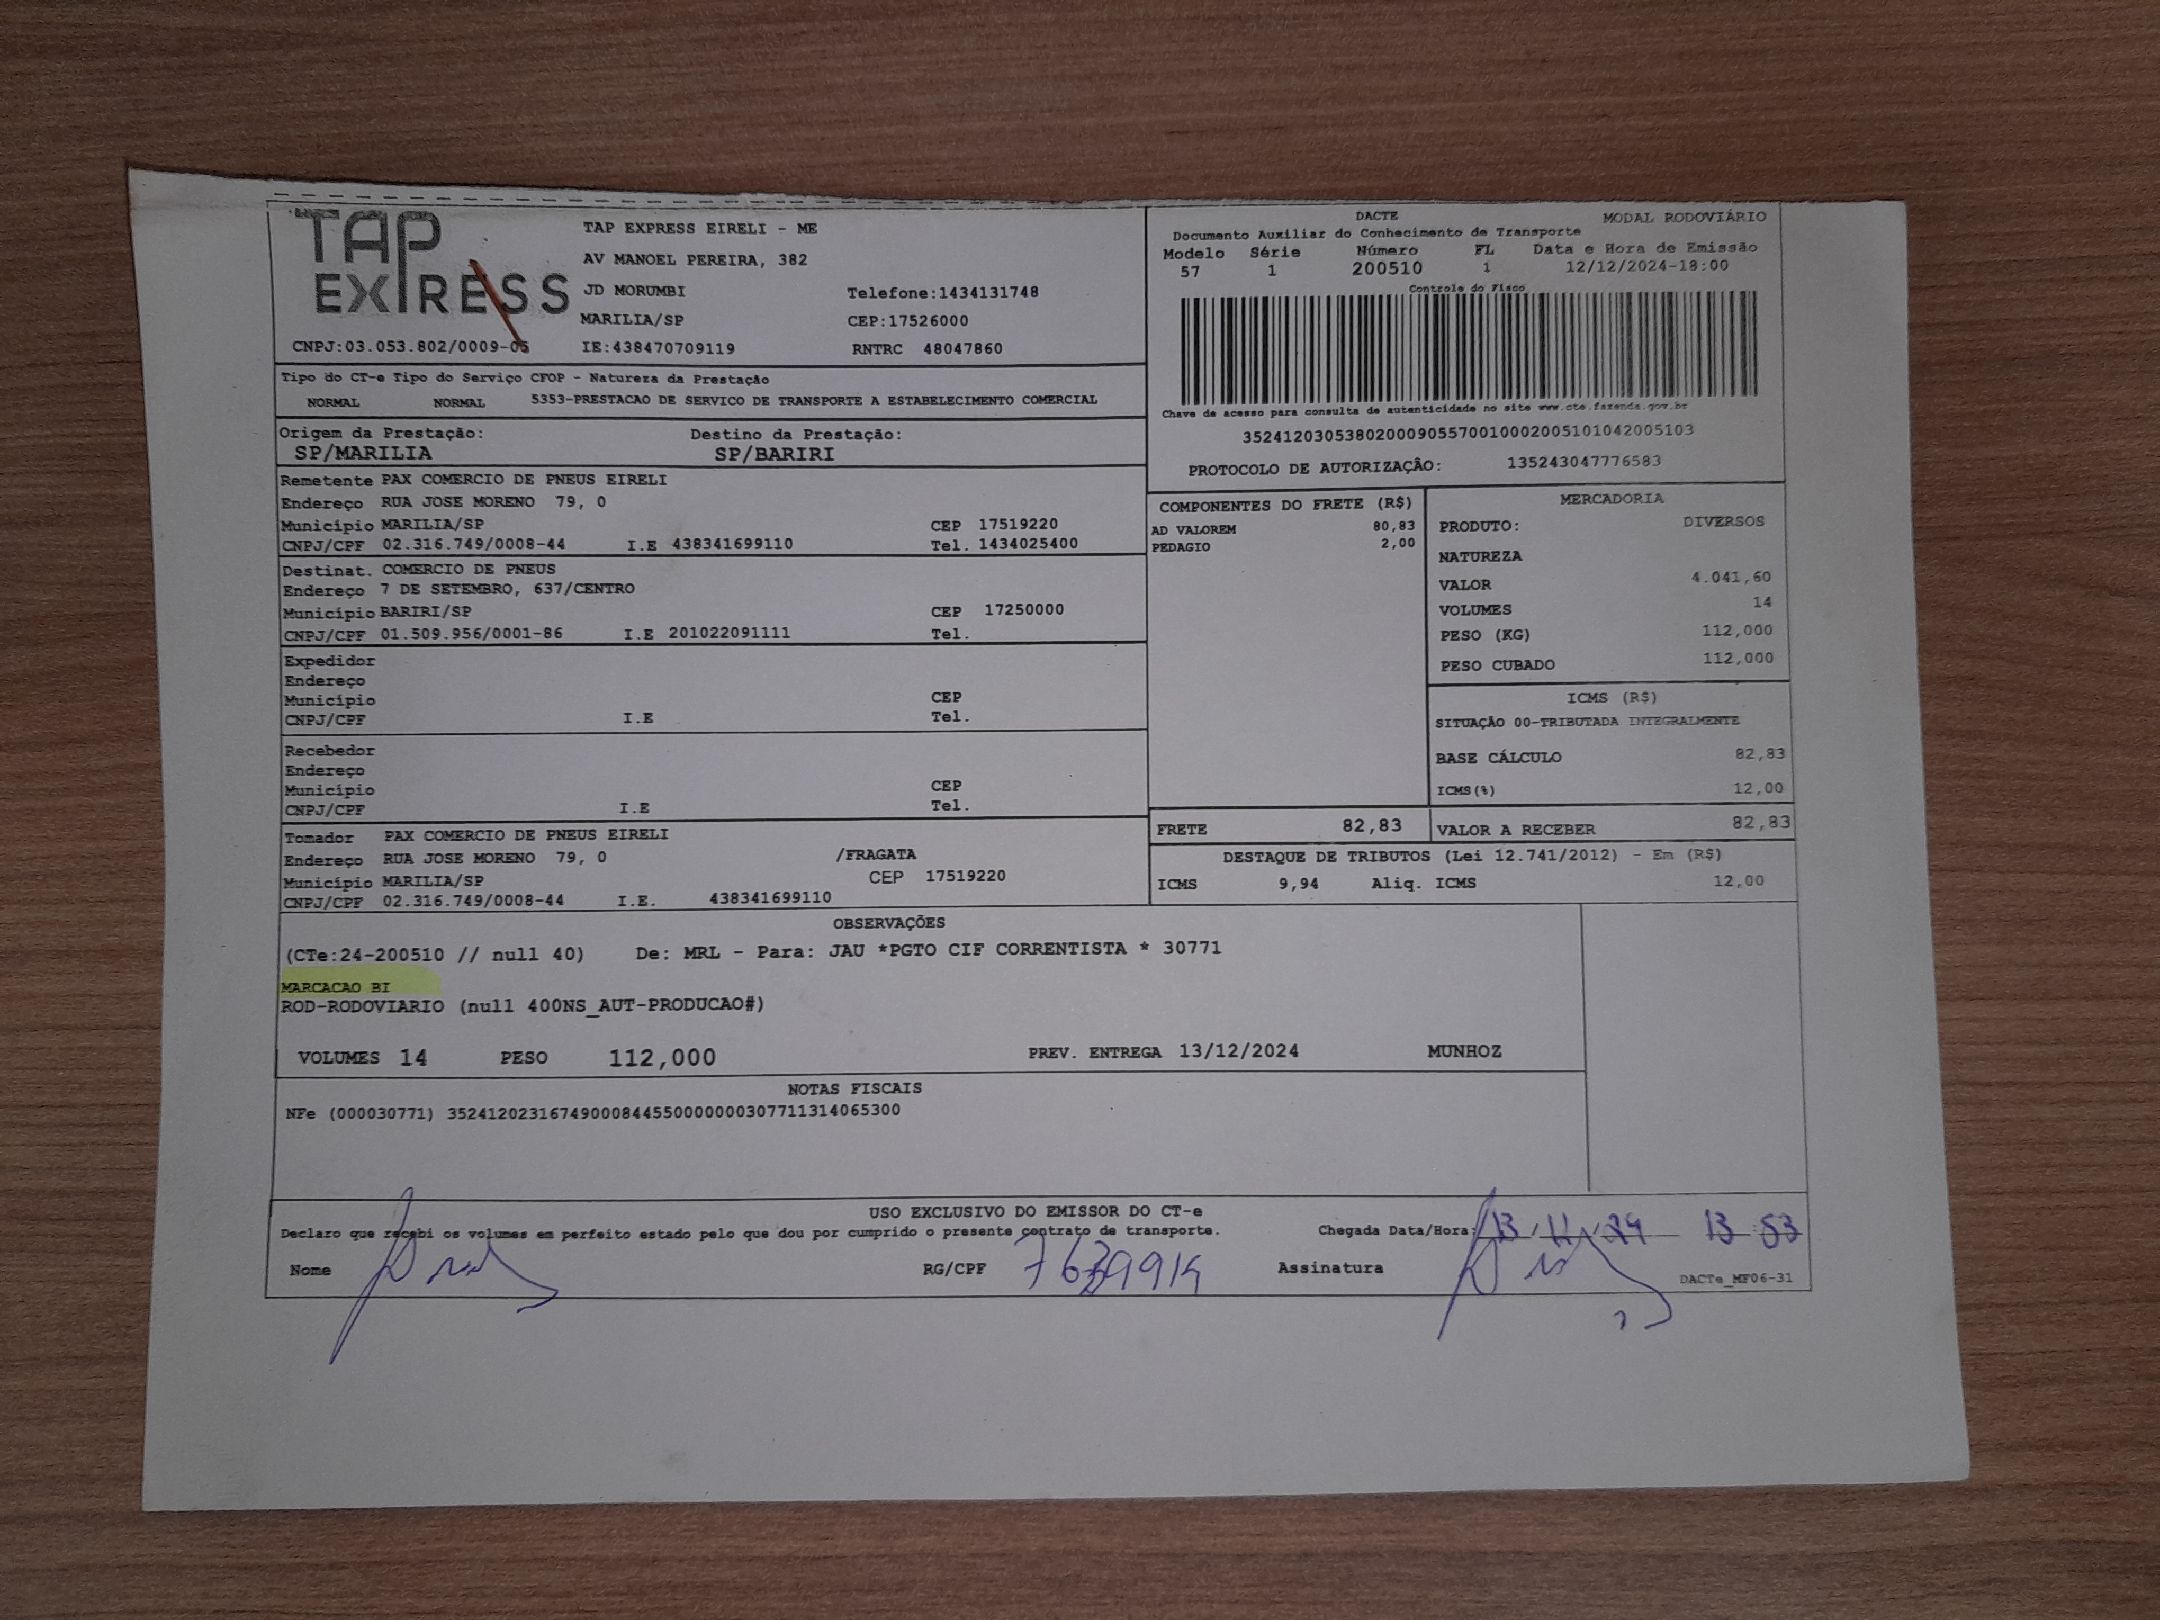 TAP
EXPRESS
TAP EXPRESS EIRELI - ME
AV MANOEL PEREIRA, 382
JD MORUMBI Telefone:1434131748
MARILIA/SP CEP:17526000
CNPJ:03.053.802/0009-05 IE:438470709119 RNTRC 48047860
DACTE MODAL RODOVIÁRIO
Documento Auxiliar do Conhecimento de Transporte
Modelo Série Número FL Data e Hora de Emissão
57 1 200510 1 12/12/2024-18:00
Controle do Fisco
Chave de acesso para consulta de autenticidade no site www.cte.fazenda.gov.br
35241203053802000905570010002005101042005103
PROTOCOLO DE AUTORIZAÇÃO: 135243047776583
Tipo do CT-e Tipo do Serviço CFOP - Natureza da Prestação
NORMAL NORMAL 5353-PRESTACAO DE SERVICO DE TRANSPORTE A ESTABELECIMENTO COMERCIAL
Origem da Prestação: Destino da Prestação:
SP/MARILIA SP/BARIRI
Remetente PAX COMERCIO DE PNEUS EIRELI
Endereço RUA JOSE MORENO 79, 0
Município MARILIA/SP CEP 17519220
CNPJ/CPF 02.316.749/0008-44 I.E 438341699110 Tel. 1434025400
Destinat. COMERCIO DE PNEUS
Endereço 7 DE SETEMBRO, 637/CENTRO
Município BARIRI/SP CEP 17250000
CNPJ/CPF 01.509.956/0001-86 I.E 201022091111 Tel.
Expedidor
Endereço
Município CEP
CNPJ/CPF I.E Tel.
Recebedor
Endereço
Município CEP
CNPJ/CPF I.E Tel.
Tomador PAX COMERCIO DE PNEUS EIRELI
Endereço RUA JOSE MORENO 79, 0 /FRAGATA
Município MARILIA/SP CEP 17519220
CNPJ/CPF 02.316.749/0008-44 I.E. 438341699110
COMPONENTES DO FRETE (R$)
AD VALOREM 80,83
PEDAGIO 2,00
MERCADORIA
PRODUTO: DIVERSOS
NATUREZA
VALOR 4.041,60
VOLUMES 14
PESO (KG) 112,000
PESO CUBADO 112,000
ICMS (R$)
SITUAÇÃO 00-TRIBUTADA INTEGRALMENTE
BASE CÁLCULO 82,83
ICMS(%) 12,00
FRETE 82,83 VALOR A RECEBER 82,83
DESTAQUE DE TRIBUTOS (Lei 12.741/2012) - Em (R$)
ICMS 9,94 Aliq. ICMS 12,00
OBSERVAÇÕES
(CTe:24-200510 // null 40) De: MRL - Para: JAU *PGTO CIF CORRENTISTA * 30771
MARCACAO BI
ROD-RODOVIARIO (null 400NS_AUT-PRODUCAO#)
VOLUMES 14 PESO 112,000 PREV. ENTREGA 13/12/2024 MUNHOZ
NOTAS FISCAIS
NFe (000030771) 35241202316749000844550000000307711314065300
USO EXCLUSIVO DO EMISSOR DO CT-e
Declaro que recebi os volumes em perfeito estado pelo que dou por cumprido o presente contrato de transporte. Chegada Data/Hora: 13/11/24 13:53
Nome RG/CPF Assinatura
DACTe_MF06-31